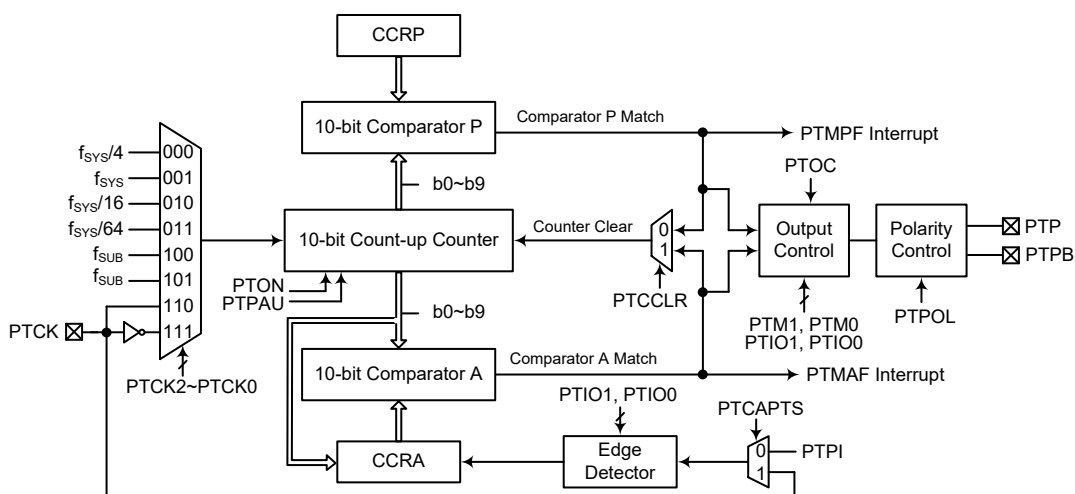 CCRP
10-bit Comparator P
Comparator P Match
PTMPF Interrupt
fSYS/4
000
fSYS
001
fSYS/16
010
fSYS/64
011
fSUB
100
fSUB
101
110
111
PTCK
PTCK2~PTCK0
b0~b9
10-bit Count-up Counter
PTON
PTPAU
Counter Clear
0
1
PTCCLR
PTOC
Output
Control
PTM1, PTM0
PTIO1, PTIO0
Polarity
Control
PTPOL
PTP
PTPB
b0~b9
10-bit Comparator A
Comparator A Match
PTMAF Interrupt
CCRA
PTIO1, PTIO0
Edge
Detector
PTCAPTS
0
1
PTPI